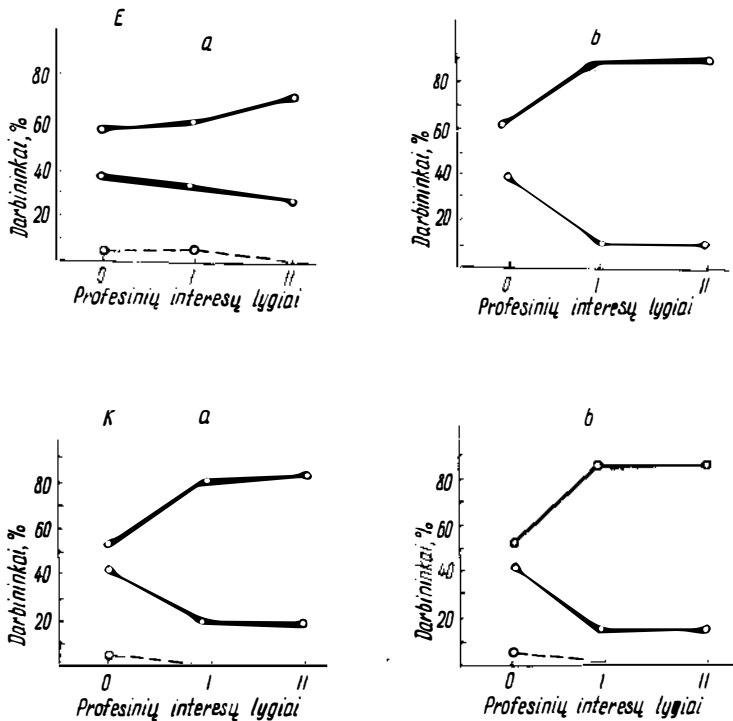 E
a
80
60
40
20
Darbininkai, %
0 I II
Profesinių interesų lygiai
b
80
60
40
20
Darbininkai, %
0 I II
Profesinių interesų lygiai
K a
80
60
40
20
Darbininkai, %
0 I II
Profesinių interesų lygiai
b
80
60
40
20
Darbininkai, %
0 I II
Profesinių interesų lygiai